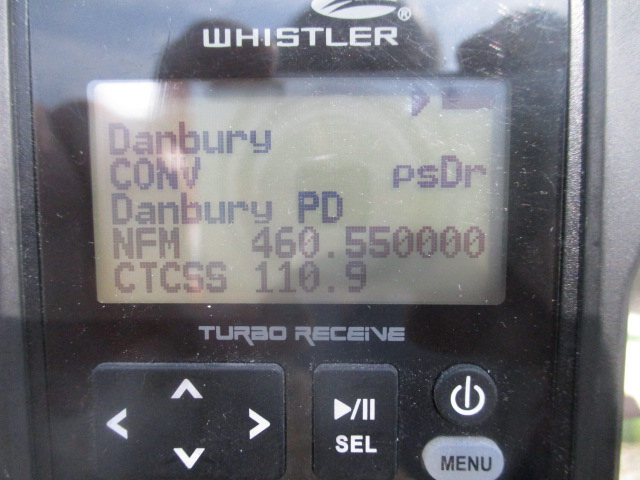 WHISTLER®
Danbury
CONV psDr
Danbury PD
NFM 460.550000
CTCSS 110.9
TURBO RECEIVE
SEL
MENU